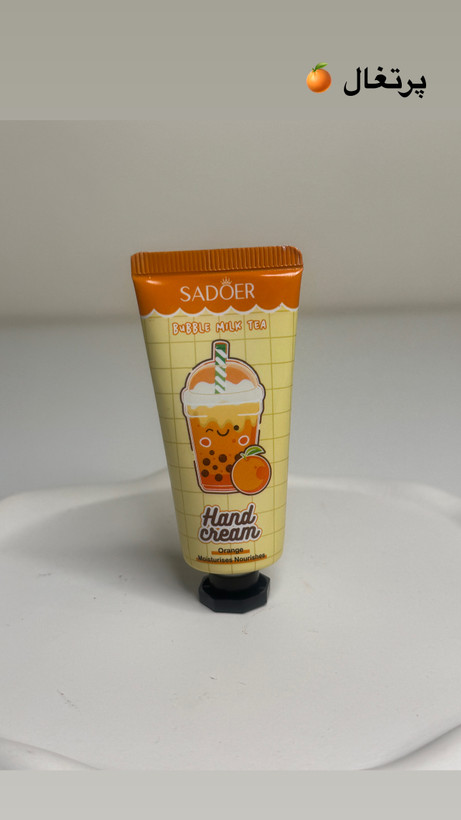 پرتغال 🍊
SADOER
BUBBLE MILK TEA
Hand
cream
Orange
Moisturises Nourishes